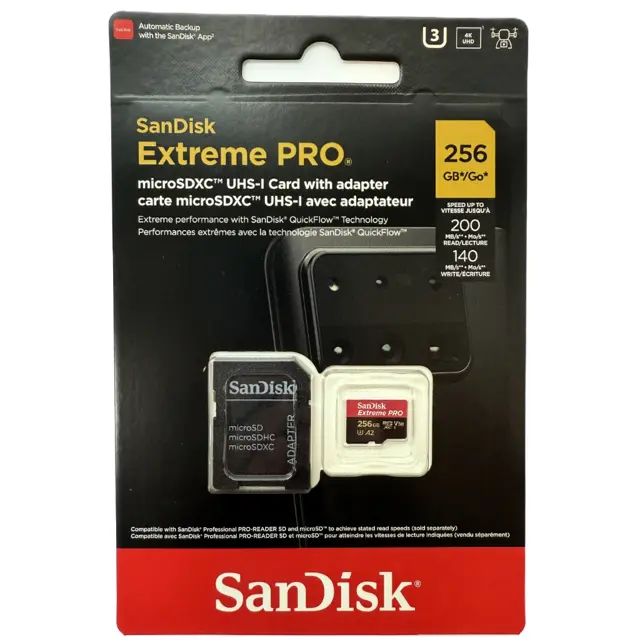 SanDisk
Automatic Backup
with the SanDisk® App²
3
4K
UHD
SanDisk
Extreme PRO®
256
GB*/Go*
microSDXC™ UHS-I Card with adapter
carte microSDXC™ UHS-I avec adaptateur
Extreme performance with SanDisk® QuickFlow™ Technology
Performances extrêmes avec la technologie SanDisk® QuickFlow™
SPEED UP TO
VITESSE JUSQU'À
200
MB/s** • Mo/s**
READ/LECTURE
140
MB/s** • Mo/s**
WRITE/ÉCRITURE
SanDisk
microSD
microSDHC
microSDXC
ADAPTER
SanDisk
Extreme PRO
256GB V30
U3 A2
Compatible with SanDisk® Professional PRO-READER SD and microSD™ to achieve stated read speeds (sold separately)
Compatible avec SanDisk® Professional PRO-READER SD et microSD™ pour atteindre les vitesses de lecture indiquées (vendu séparément)
SanDisk®